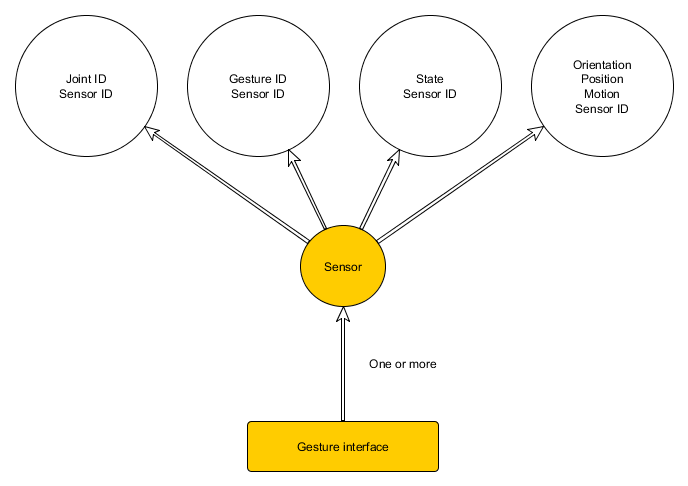 Joint ID
Sensor ID
Gesture ID
Sensor ID
State
Sensor ID
Orientation
Position
Motion
Sensor ID
Sensor
One or more
Gesture interface